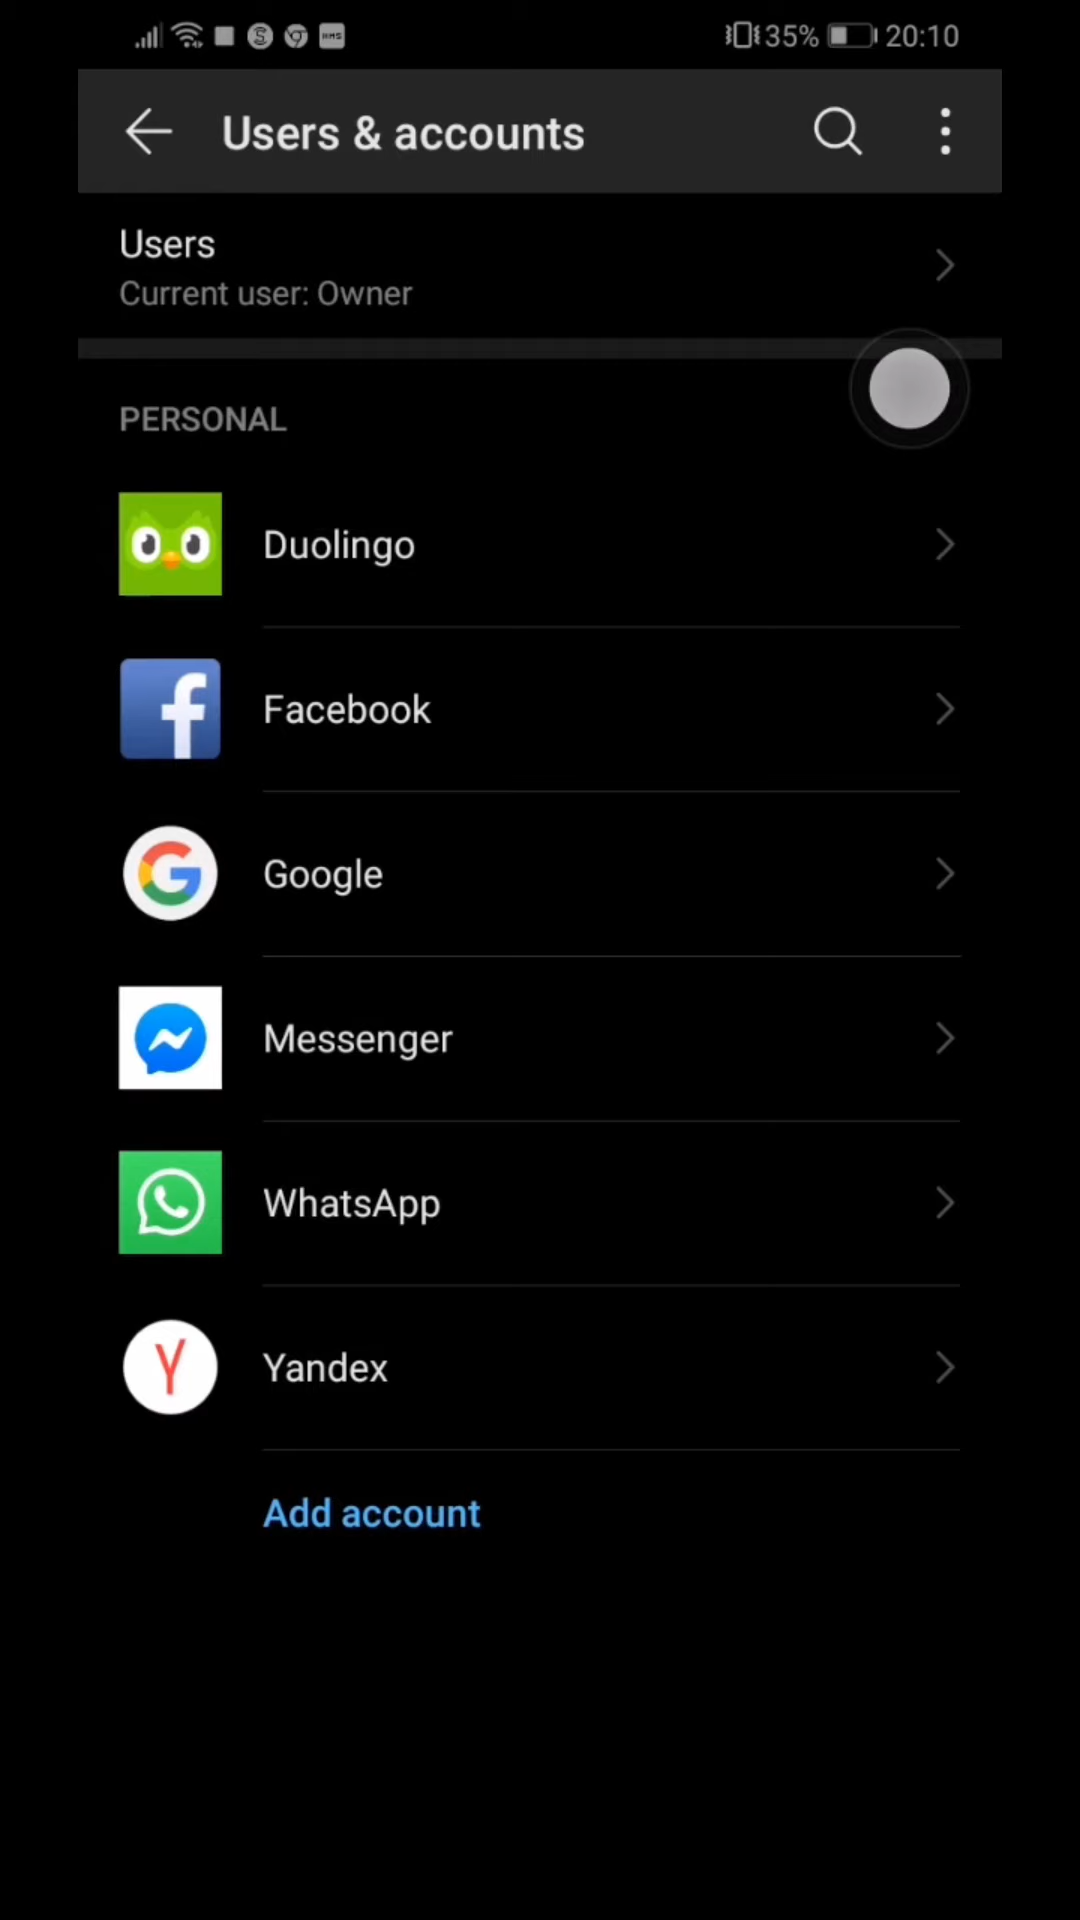 35% 20:10
Users & accounts
Users
Current user: Owner
PERSONAL
Duolingo
Facebook
Google
Messenger
WhatsApp
Yandex
Add account